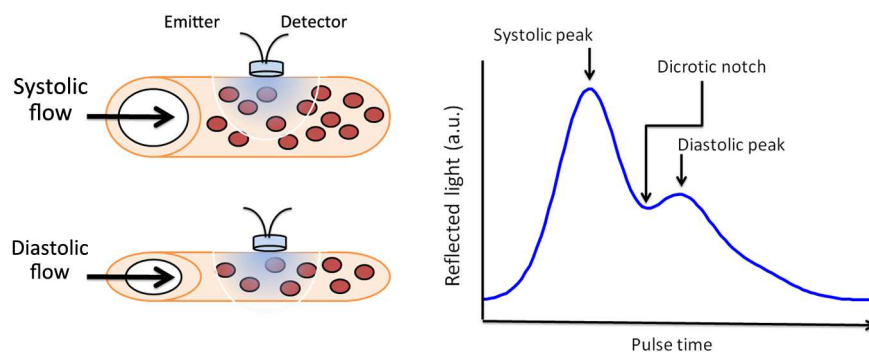 Emitter
Detector
Systolic
flow
Diastolic
flow
Systolic peak
Dicrotic notch
Diastolic peak
Reflected light (a.u.)
Pulse time